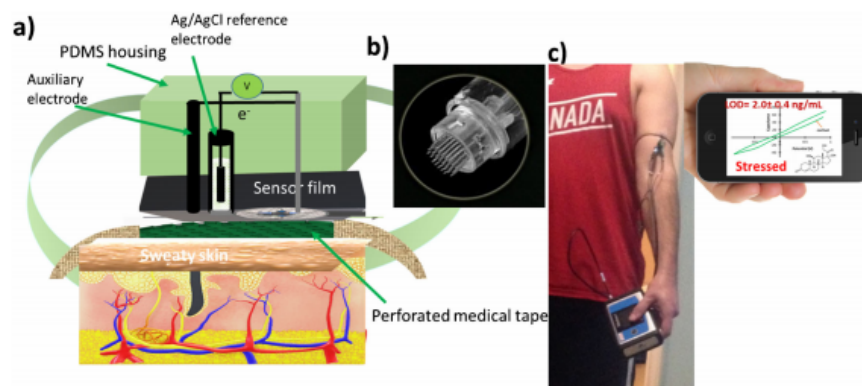 a)
Ag/AgCl reference
electrode
PDMS housing
Auxiliary
electrode
V
e-
Sensor film
Sweaty skin
Perforated medical tape
b)
c)
ANADA
LOD= 2.0± 0.4 ng/mL
Stressed